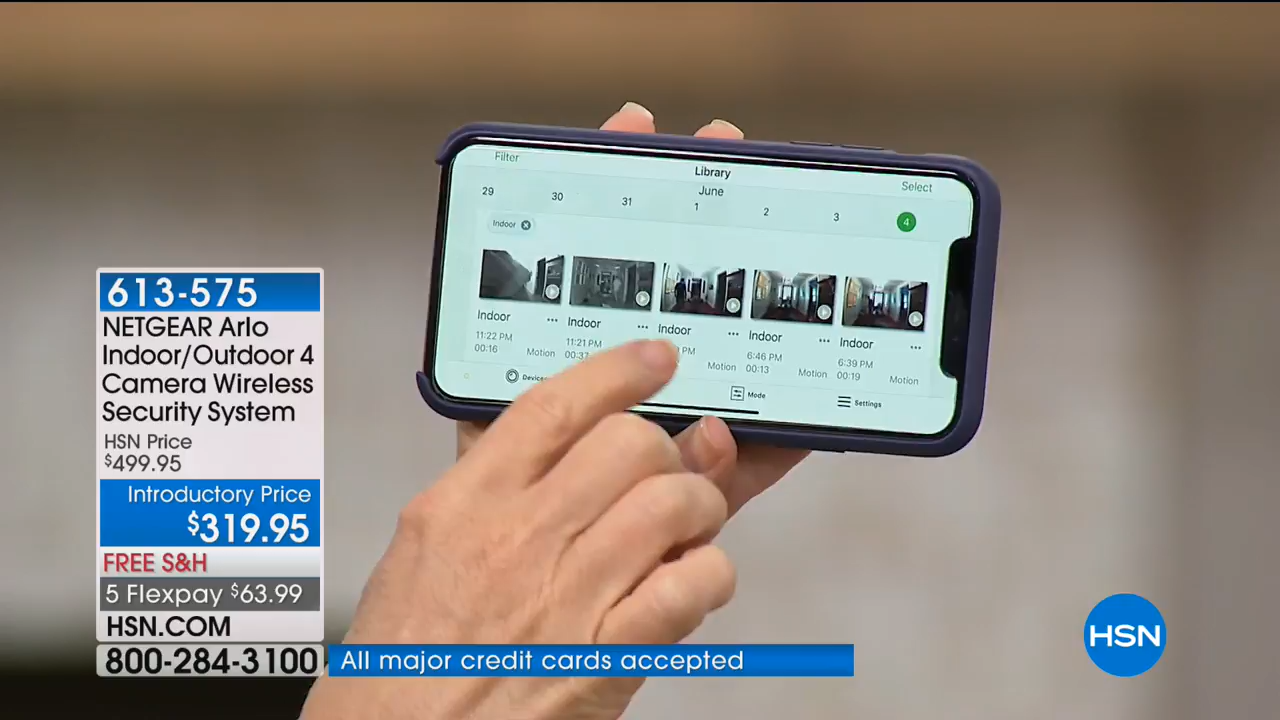 613-575
NETGEAR Arlo
Indoor/Outdoor 4
Camera Wireless
Security System
HSN Price
$499.95
Introductory Price
$319.95
FREE S&H
5 Flexpay $63.99
HSN.COM
800-284-3100
All major credit cards accepted
HSN
Filter
Library
Select
June
29 30 31 1 2 3 4
Indoor
Indoor Indoor Indoor Indoor Indoor
11:22 PM 11:21 PM PM 6:46 PM 6:39 PM
00:16 Motion 00:37 Motion 00:13 Motion 00:19 Motion
Mode Settings